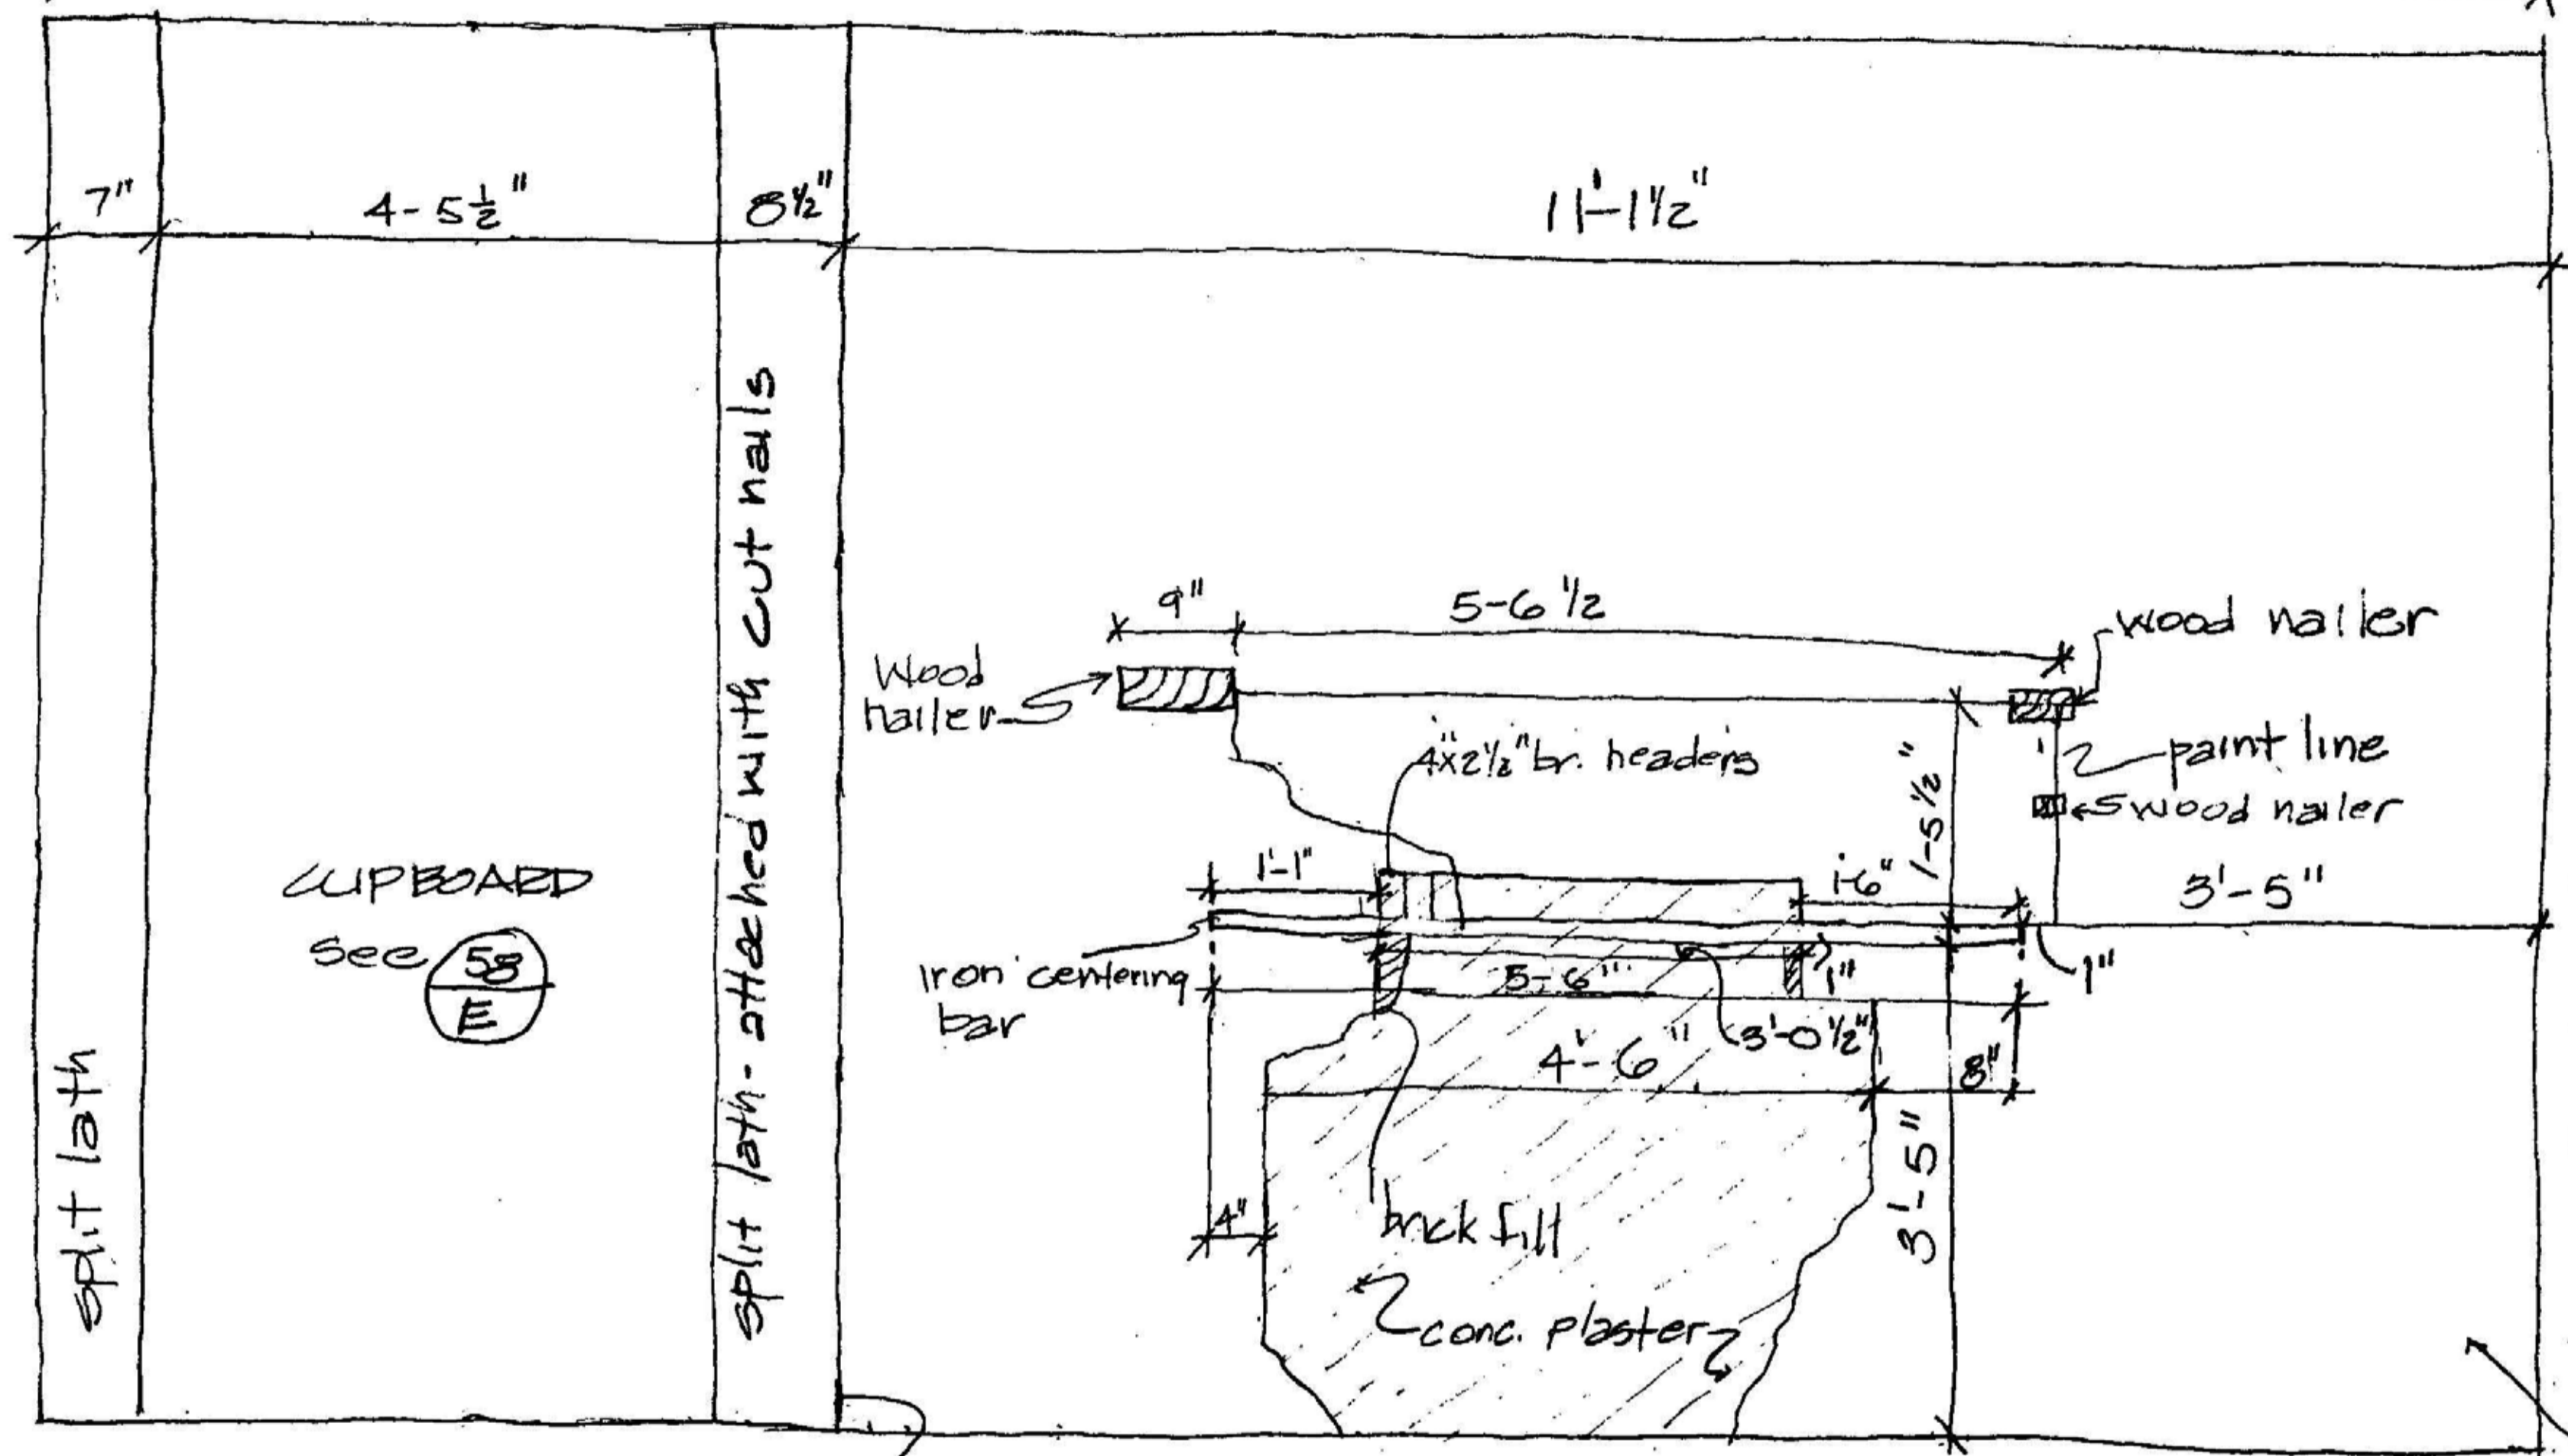 7"
4-5½"
8½"
11'-1½"
split lath
CUPBOARD
see 58
E
split lath - attached with cut nails
9"
5-6 ½
wood nailer
Wood
nailer
paint line
4"x2½" br. headers
1-5½"
wood nailer
1'-1"
1-6"
3'-5"
Iron centering
bar
5-6"
1"
1"
3'-0½"
4'-6"
8"
3'-5"
4"
brick fill
conc. plaster